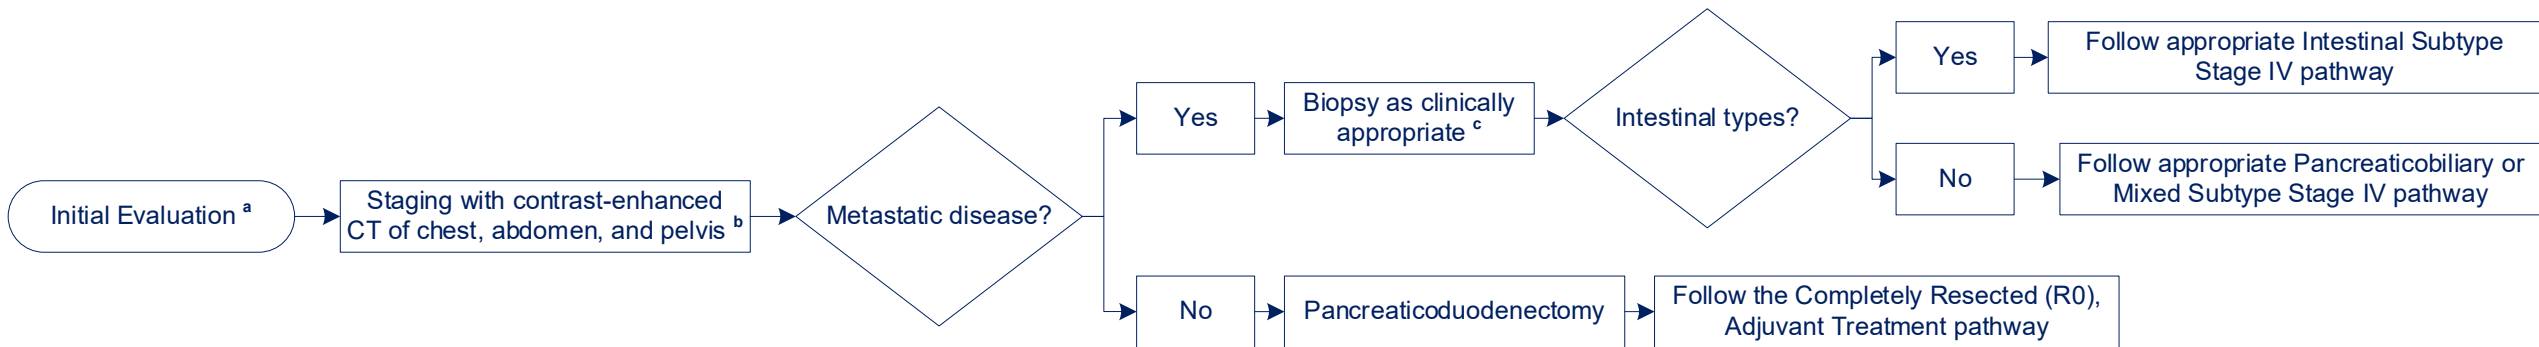 Initial Evaluation a
Staging with contrast-enhanced
CT of chest, abdomen, and pelvis b
Metastatic disease?
Yes
Biopsy as clinically
appropriate c
Intestinal types?
Yes
Follow appropriate Intestinal Subtype
Stage IV pathway
No
Follow appropriate Pancreaticobiliary or
Mixed Subtype Stage IV pathway
No
Pancreaticoduodenectomy
Follow the Completely Resected (R0),
Adjuvant Treatment pathway